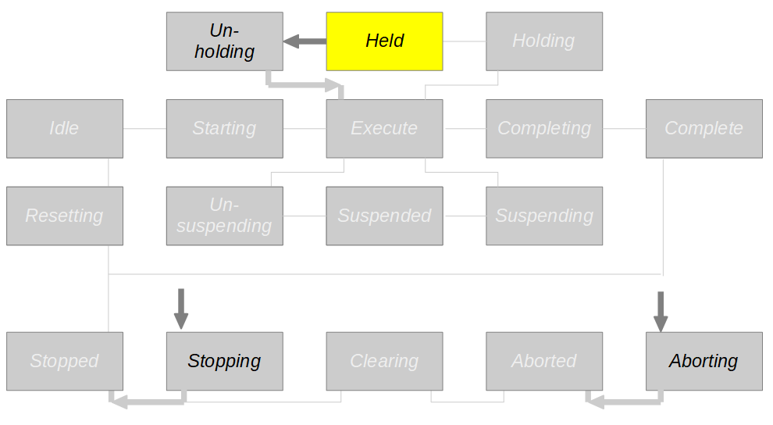 Un-
holding
Held
Holding
Idle
Starting
Execute
Completing
Complete
Resetting
Un-
suspending
Suspended
Suspending
Stopped
Stopping
Clearing
Aborted
Aborting